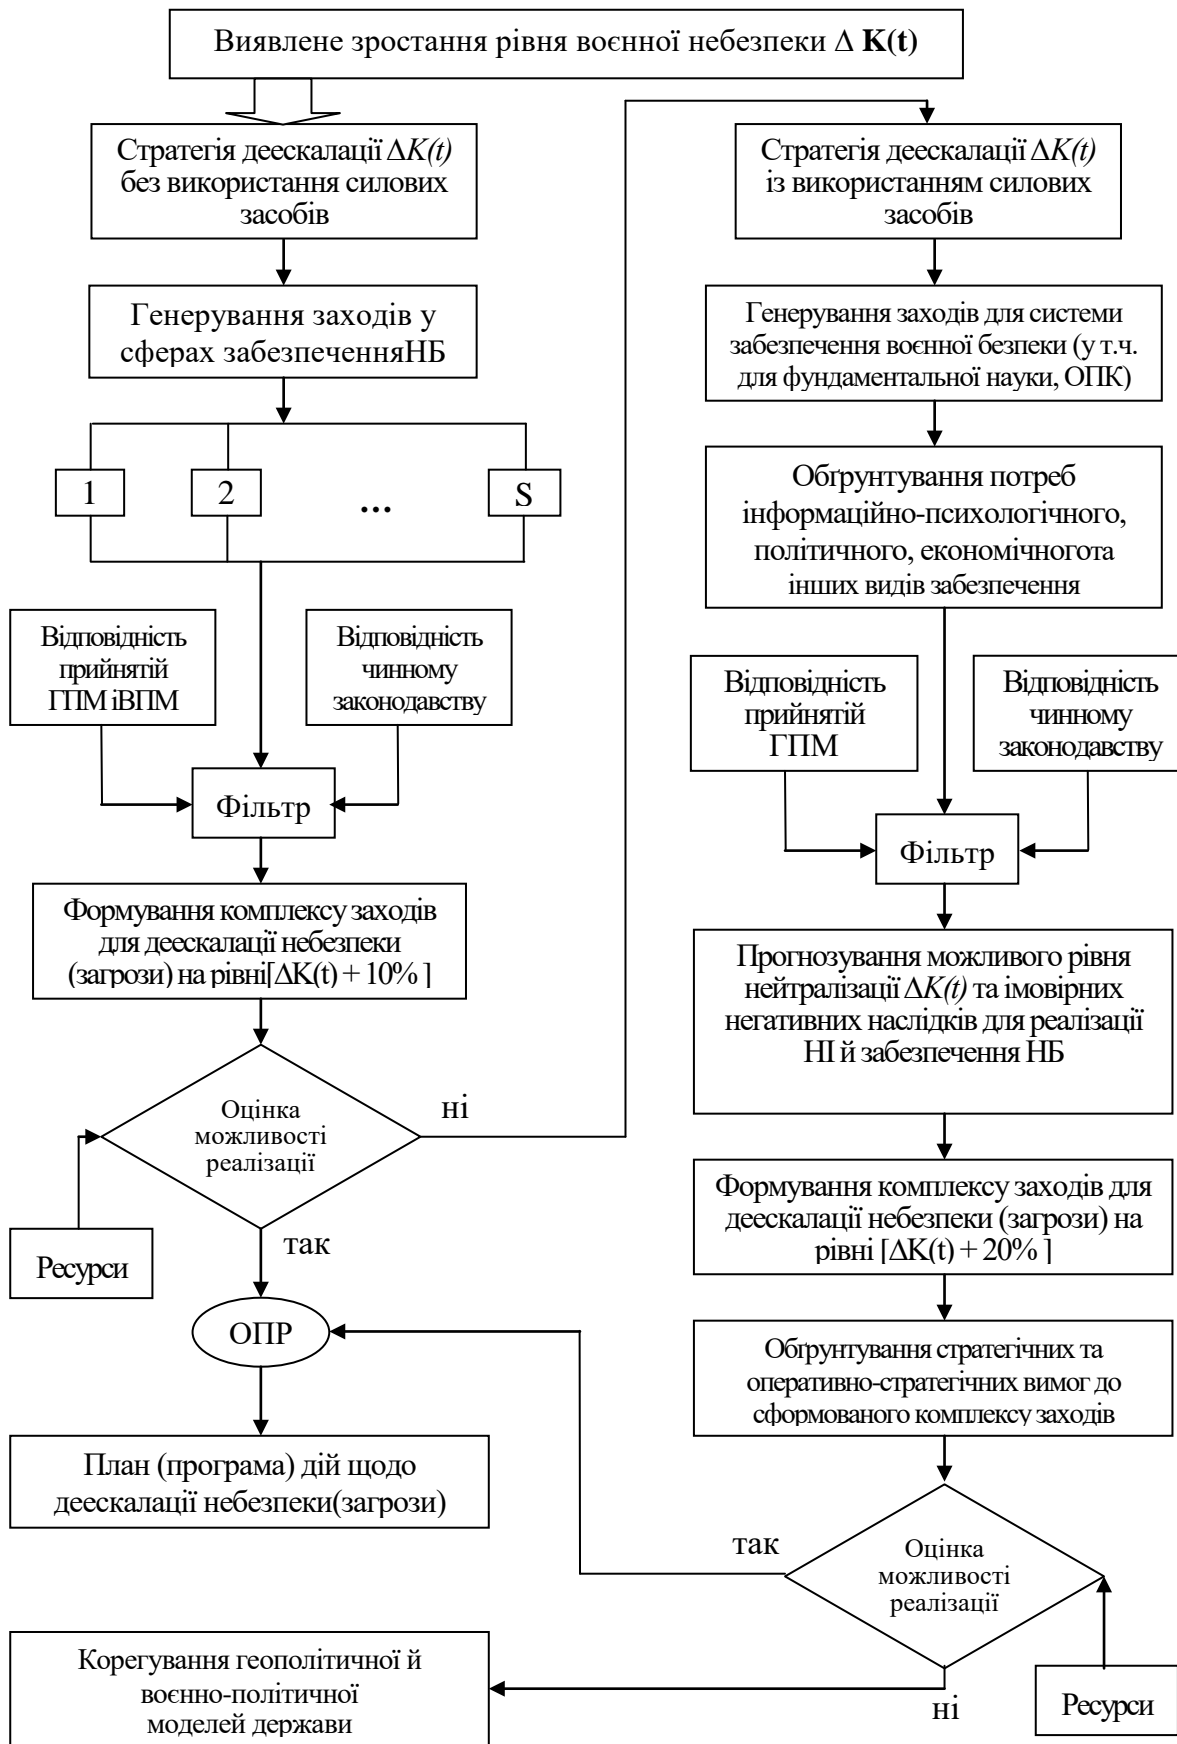 Виявлене зростання рівня воєнної небезпеки Δ K(t)
Стратегія деескалації ΔK(t)
без використання силових
засобів
Генерування заходів у
сферах забезпеченняНБ
1
2
...
S
Відповідність
прийнятій
ГПМ іВПМ
Відповідність
чинному
законодавству
Фільтр
Формування комплексу заходів
для деескалації небезпеки
(загрози) на рівні[ΔK(t) + 10% ]
Оцінка
можливості
реалізації
ні
так
Ресурси
ОПР
План (програма) дій щодо
деескалації небезпеки(загрози)
Корегування геополітичної й
воєнно-політичної
моделей держави
Стратегія деескалації ΔK(t)
із використанням силових
засобів
Генерування заходів для системи
забезпечення воєнної безпеки (у т.ч.
для фундаментальної науки, ОПК)
Обґрунтування потреб
інформаційно-психологічного,
політичного, економічногота
інших видів забезпечення
Відповідність
прийнятій
ГПМ
Відповідність
чинному
законодавству
Фільтр
Прогнозування можливого рівня
нейтралізації ΔK(t) та імовірних
негативних наслідків для реалізації
НІ й забезпечення НБ
Формування комплексу заходів для
деескалації небезпеки (загрози) на
рівні [ΔK(t) + 20% ]
Обґрунтування стратегічних та
оперативно-стратегічних вимог до
сформованого комплексу заходів
так
Оцінка
можливості
реалізації
ні
Ресурси